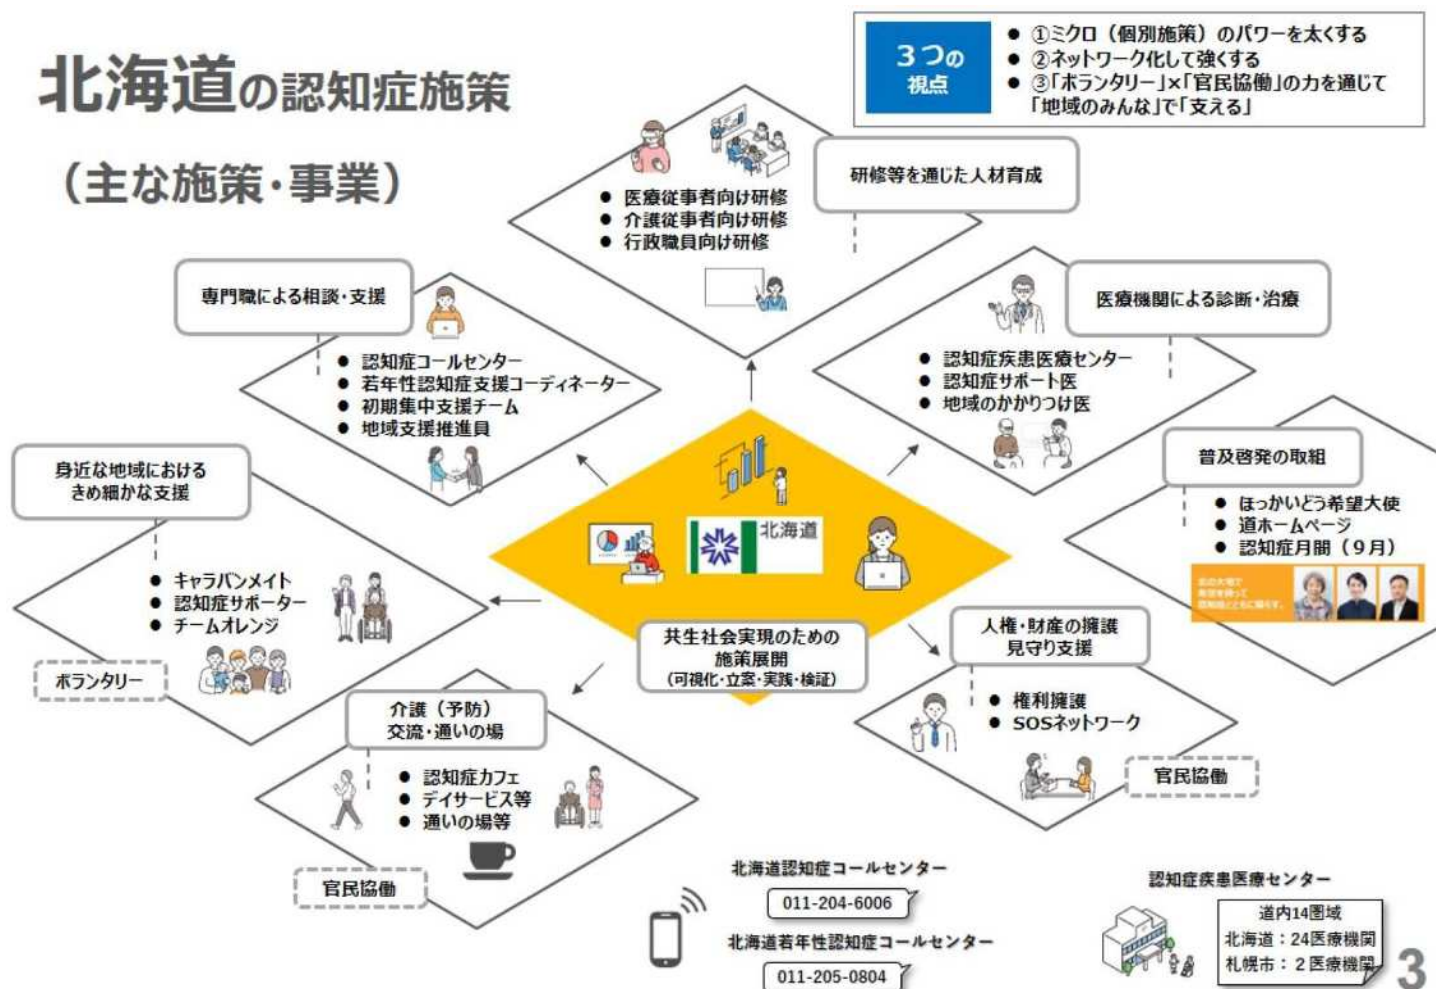 北海道の認知症施策
（主な施策・事業）
３つの
視点
● ①ミクロ（個別施策）のパワーを太くする
● ②ネットワーク化して強くする
● ③「ボランタリー」×「官民協働」の力を通じて
「地域のみんな」で「支える」
研修等を通じた人材育成
● 医療従事者向け研修
● 介護従事者向け研修
● 行政職員向け研修
専門職による相談・支援
● 認知症コールセンター
● 若年性認知症支援コーディネーター
● 初期集中支援チーム
● 地域支援推進員
医療機関による診断・治療
● 認知症疾患医療センター
● 認知症サポート医
● 地域のかかりつけ医
身近な地域における
きめ細かな支援
● キャラバンメイト
● 認知症サポーター
● チームオレンジ
ボランタリー
普及啓発の取組
● ほっかいどう希望大使
● 道ホームページ
● 認知症月間（９月）
北の大地で
希望を持って
認知症とともに暮らす。
北海道
共生社会実現のための
施策展開
（可視化・立案・実践・検証）
人権・財産の擁護
見守り支援
● 権利擁護
● SOSネットワーク
官民協働
介護（予防）
交流・通いの場
● 認知症カフェ
● デイサービス等
● 通いの場等
官民協働
北海道認知症コールセンター
011-204-6006
北海道若年性認知症コールセンター
011-205-0804
認知症疾患医療センター
道内14圏域
北海道：24医療機関
札幌市：２医療機関
3